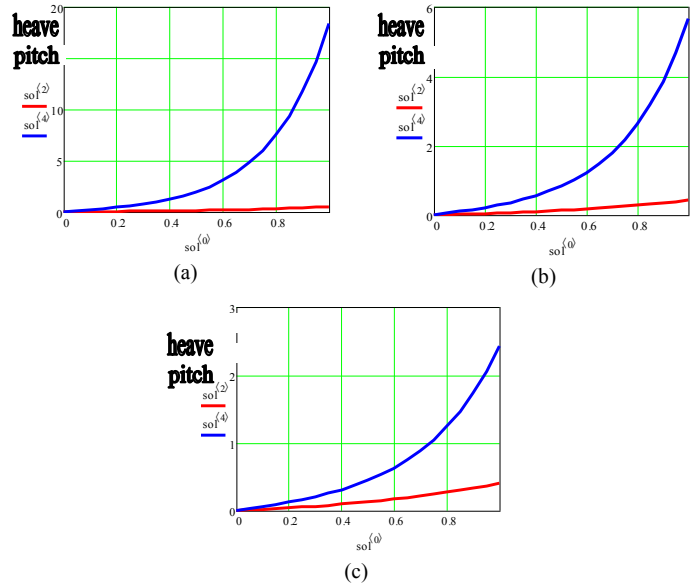 heave
pitch
sol⟨2⟩
sol⟨4⟩
20
10
5
0
0 0.2 0.4 0.6 0.8
sol⟨0⟩
(a)
heave
pitch
sol⟨2⟩
sol⟨4⟩
6
4
2
0
0 0.2 0.4 0.6 0.8
sol⟨0⟩
(b)
heave
pitch
sol⟨2⟩
sol⟨4⟩
3
2
1
0
0 0.2 0.4 0.6 0.8
sol⟨0⟩
(c)